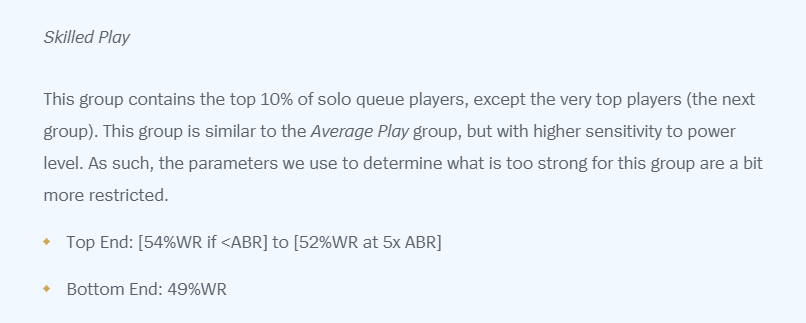 Skilled Play
This group contains the top 10% of solo queue players, except the very top players (the next
group). This group is similar to the Average Play group, but with higher sensitivity to power
level. As such, the parameters we use to determine what is too strong for this group are a bit
more restricted.
Top End: [54%WR if <ABR] to [52%WR at 5x ABR]
Bottom End: 49%WR